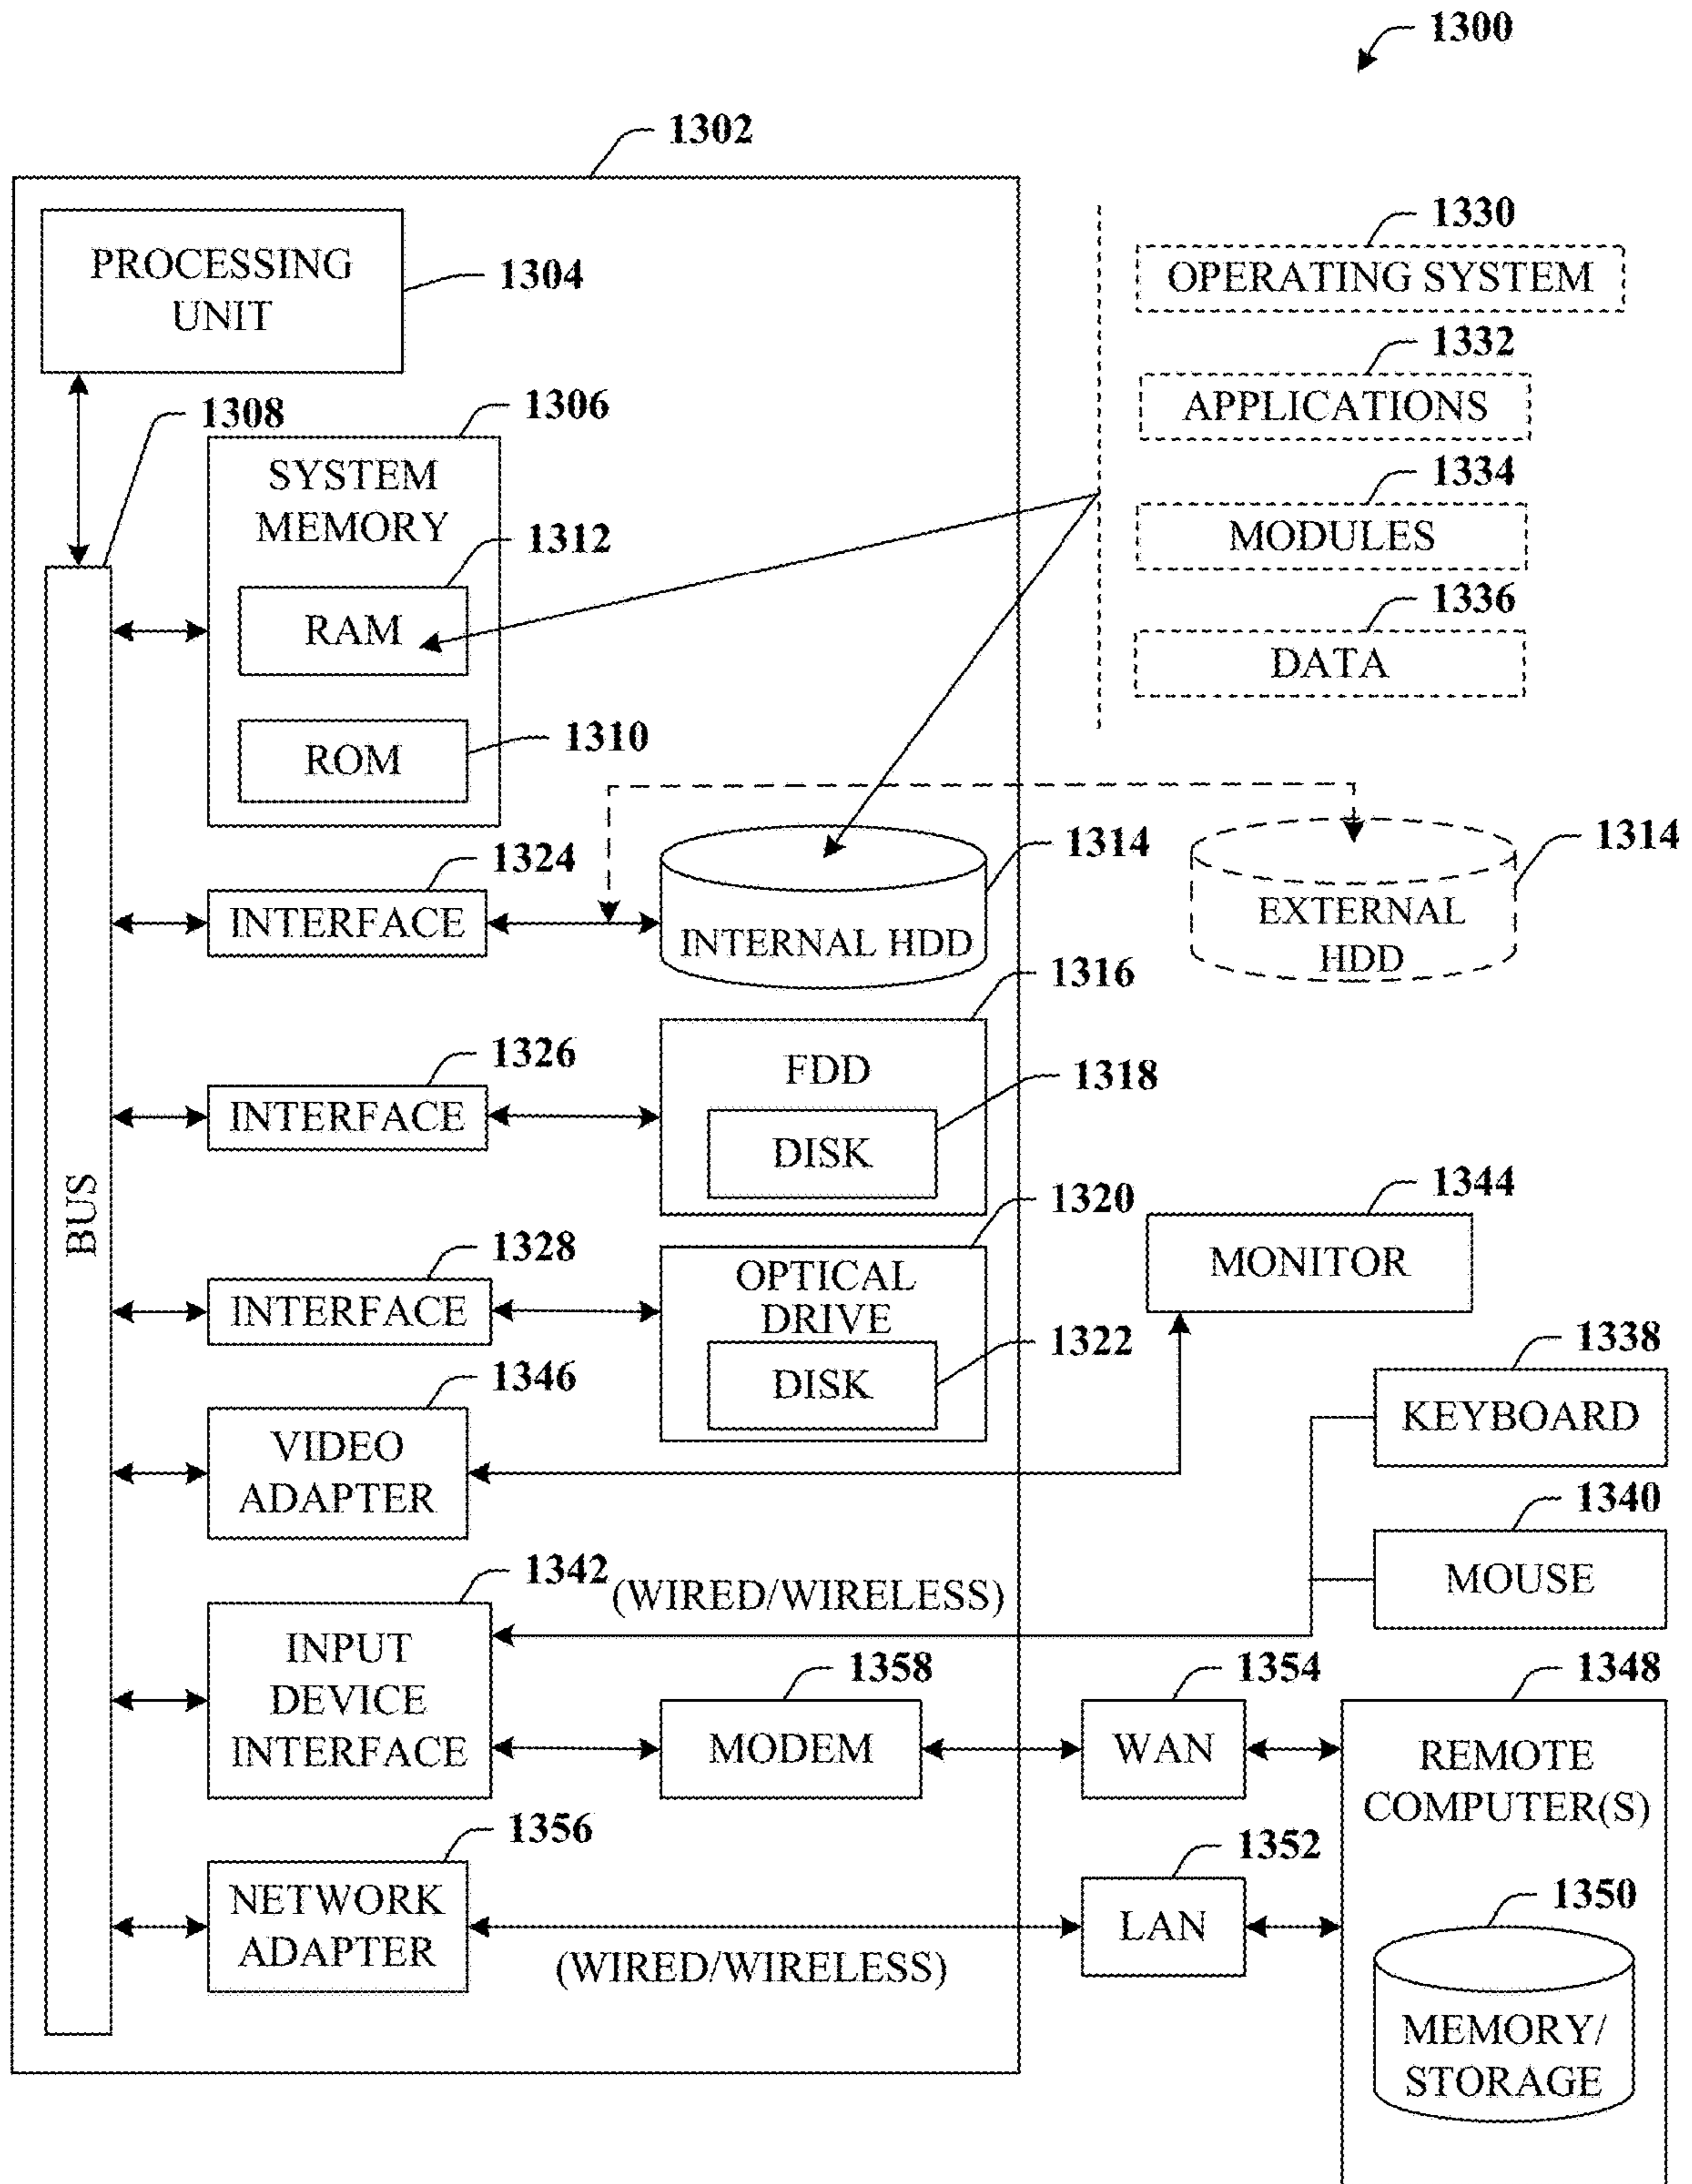 1300
1302
PROCESSING
UNIT
1304
1330
OPERATING SYSTEM
1332
APPLICATIONS
1334
MODULES
1336
DATA
1308
1306
SYSTEM
MEMORY
1312
RAM
1310
ROM
1324
INTERFACE
1314
INTERNAL HDD
1314
EXTERNAL
HDD
1326
INTERFACE
1316
FDD
1318
DISK
BUS
1328
INTERFACE
1320
OPTICAL
DRIVE
1322
DISK
1344
MONITOR
1346
VIDEO
ADAPTER
1338
KEYBOARD
1340
MOUSE
1342
(WIRED/WIRELESS)
INPUT
DEVICE
INTERFACE
1358
MODEM
1354
WAN
1348
REMOTE
COMPUTER(S)
1356
NETWORK
ADAPTER
(WIRED/WIRELESS)
1352
LAN
1350
MEMORY/
STORAGE